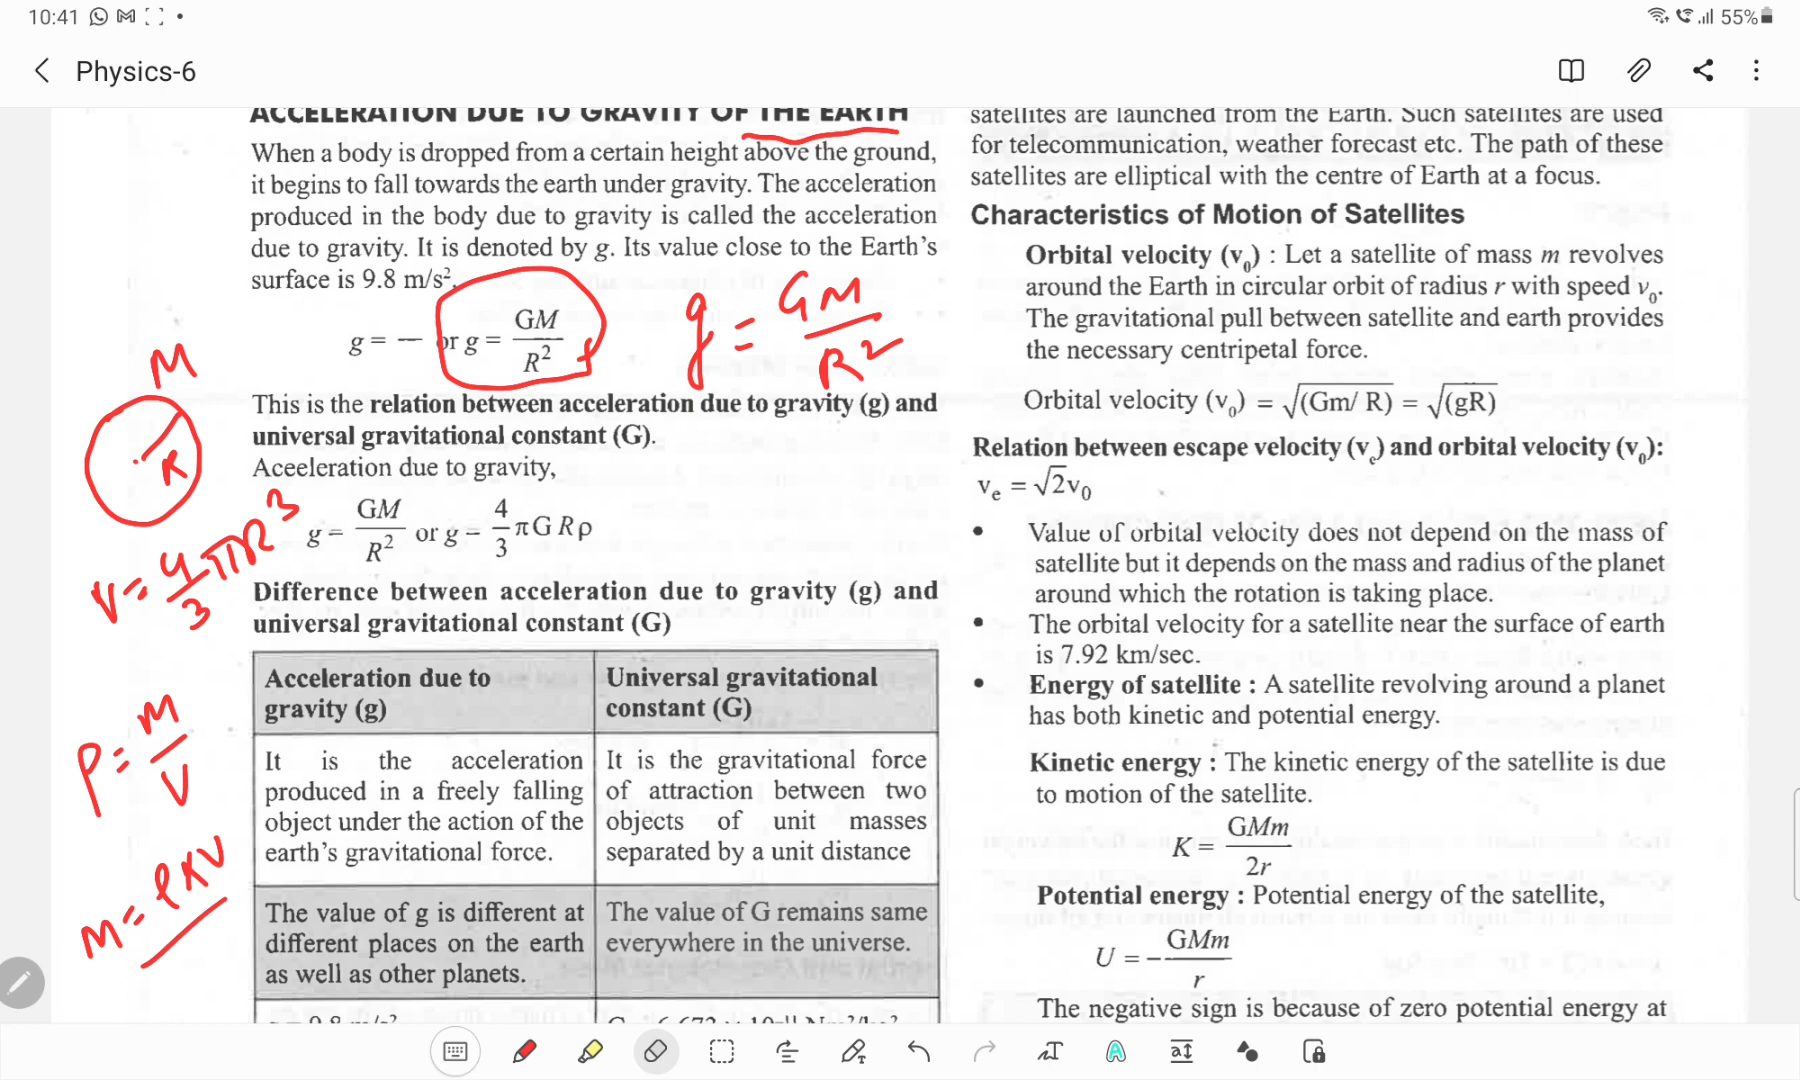 10:41
55%
Physics-6
ACCELERATION DUE TO GRAVITY OF THE EARTH
When a body is dropped from a certain height above the ground,
it begins to fall towards the earth under gravity. The acceleration
produced in the body due to gravity is called the acceleration
due to gravity. It is denoted by g. Its value close to the Earth's
surface is 9.8 m/s².
g = — or g = GM/R²
g = GM/R²
M
R
This is the relation between acceleration due to gravity (g) and
universal gravitational constant (G).
Aceeleration due to gravity,
g = GM/R² or g = 4/3 πG Rρ
V = 4/3 πR³
Difference between acceleration due to gravity (g) and
universal gravitational constant (G)
Acceleration due to
gravity (g)
Universal gravitational
constant (G)
ρ = M/V
It is the acceleration
produced in a freely falling
object under the action of the
earth's gravitational force.
It is the gravitational force
of attraction between two
objects of unit masses
separated by a unit distance
M = ρxV
The value of g is different at
different places on the earth
as well as other planets.
The value of G remains same
everywhere in the universe.
satellites are launched from the Earth. Such satellites are used
for telecommunication, weather forecast etc. The path of these
satellites are elliptical with the centre of Earth at a focus.
Characteristics of Motion of Satellites
Orbital velocity (v₀) : Let a satellite of mass m revolves
around the Earth in circular orbit of radius r with speed v₀.
The gravitational pull between satellite and earth provides
the necessary centripetal force.
Orbital velocity (v₀) = √(Gm/ R) = √(gR)
Relation between escape velocity (vₑ) and orbital velocity (v₀):
vₑ = √2v₀
• Value of orbital velocity does not depend on the mass of
satellite but it depends on the mass and radius of the planet
around which the rotation is taking place.
• The orbital velocity for a satellite near the surface of earth
is 7.92 km/sec.
• Energy of satellite : A satellite revolving around a planet
has both kinetic and potential energy.
Kinetic energy : The kinetic energy of the satellite is due
to motion of the satellite.
K = GMm/2r
Potential energy : Potential energy of the satellite,
U = - GMm/r
The negative sign is because of zero potential energy at